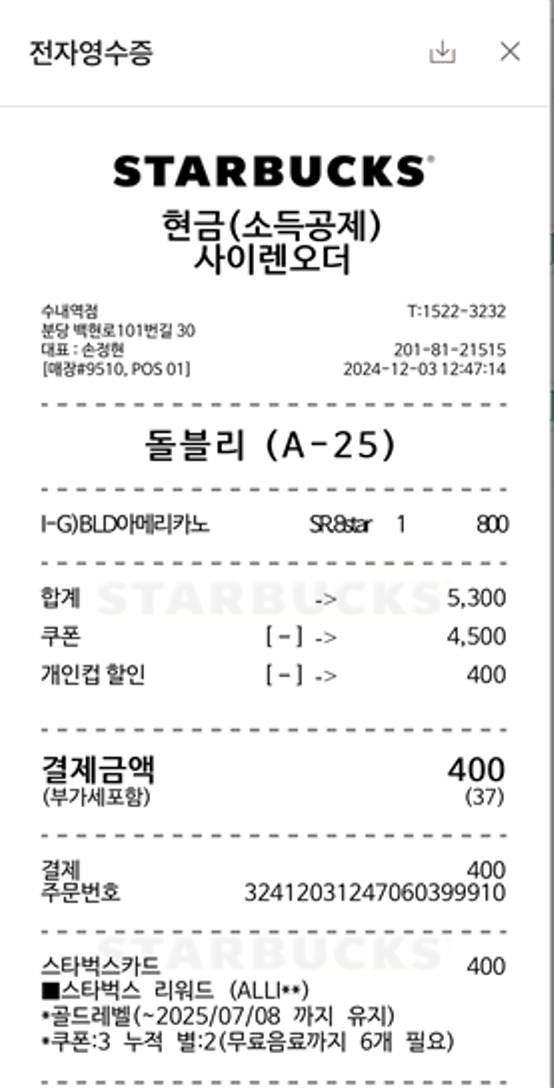 전자영수증
STARBUCKS®
현금(소득공제)
사이렌오더
수내역점 T:1522-3232
분당 백현로101번길 30
대표 : 손정현 201-81-21515
[매장#9510, POS 01] 2024-12-03 12:47:14
돌블리 (A-25)
I-G)BLD아메리카노 SR.8star 1 800
합계 -> 5,300
쿠폰 [-] -> 4,500
개인컵 할인 [-] -> 400
결제금액 400
(부가세포함) (37)
결제 400
주문번호 32412031247060399910
스타벅스카드 400
■스타벅스 리워드 (ALLI**)
*골드레벨(~2025/07/08 까지 유지)
*쿠폰:3 누적 별:2(무료음료까지 6개 필요)